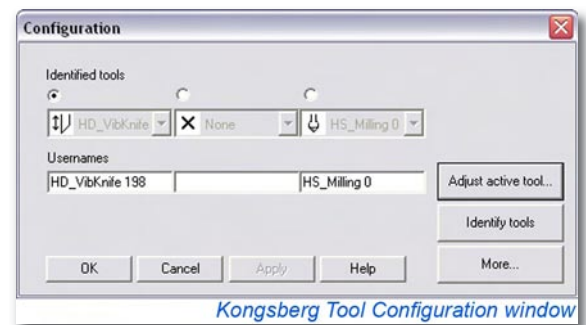 Configuration
Identified tools
HD_VibKnife None HS_Milling 0
Usernames
HD_VibKnife 198 HS_Milling 0
Adjust active tool...
Identify tools
OK Cancel Apply Help More...
Kongsberg Tool Configuration window